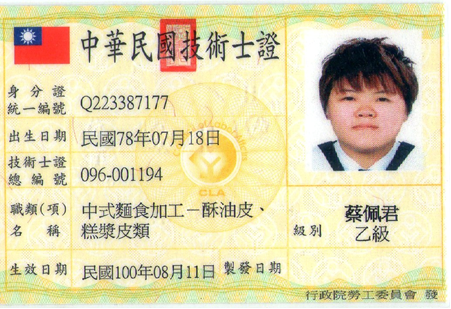 中華民國技術士證
身分證
統一編號 Q223387177
出生日期 民國78年07月18日
技術士證
總編號 096-001194
職類(項)
名稱 中式麵食加工－酥油皮、
糕漿皮類
蔡佩君
級別 乙級
生效日期 民國100年08月11日 製發日期
行政院勞工委員會 發
CLA